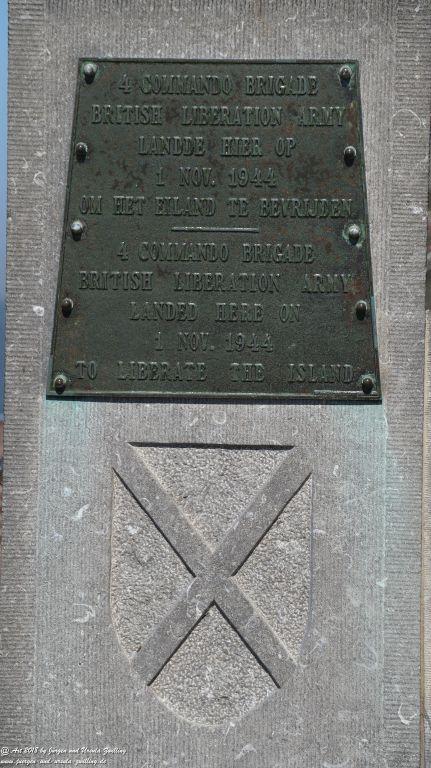 4 COMMANDO BRIGADE
BRITISH LIBERATION ARMY
LANDDE HIER OP
1 NOV. 1944
OM HET EILAND TE BEVRIJDEN
4 COMMANDO BRIGADE
BRITISH LIBERATION ARMY
LANDED HERE ON
1 NOV. 1944
TO LIBERATE THE ISLAND
@ Art 2018 by Jürgen und Ursula Zwilling
www.juergen-und-ursula-zwilling.de